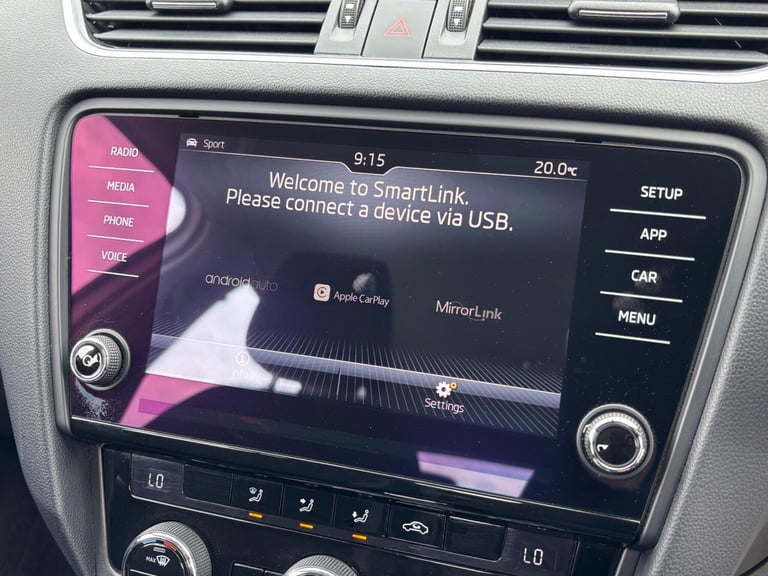 Sport
9:15
20.0°C
Welcome to SmartLink.
Please connect a device via USB.
RADIO
MEDIA
PHONE
VOICE
SETUP
APP
CAR
MENU
androidauto
Apple CarPlay
MirrorLink
Info
Settings
LO
LO
MAX